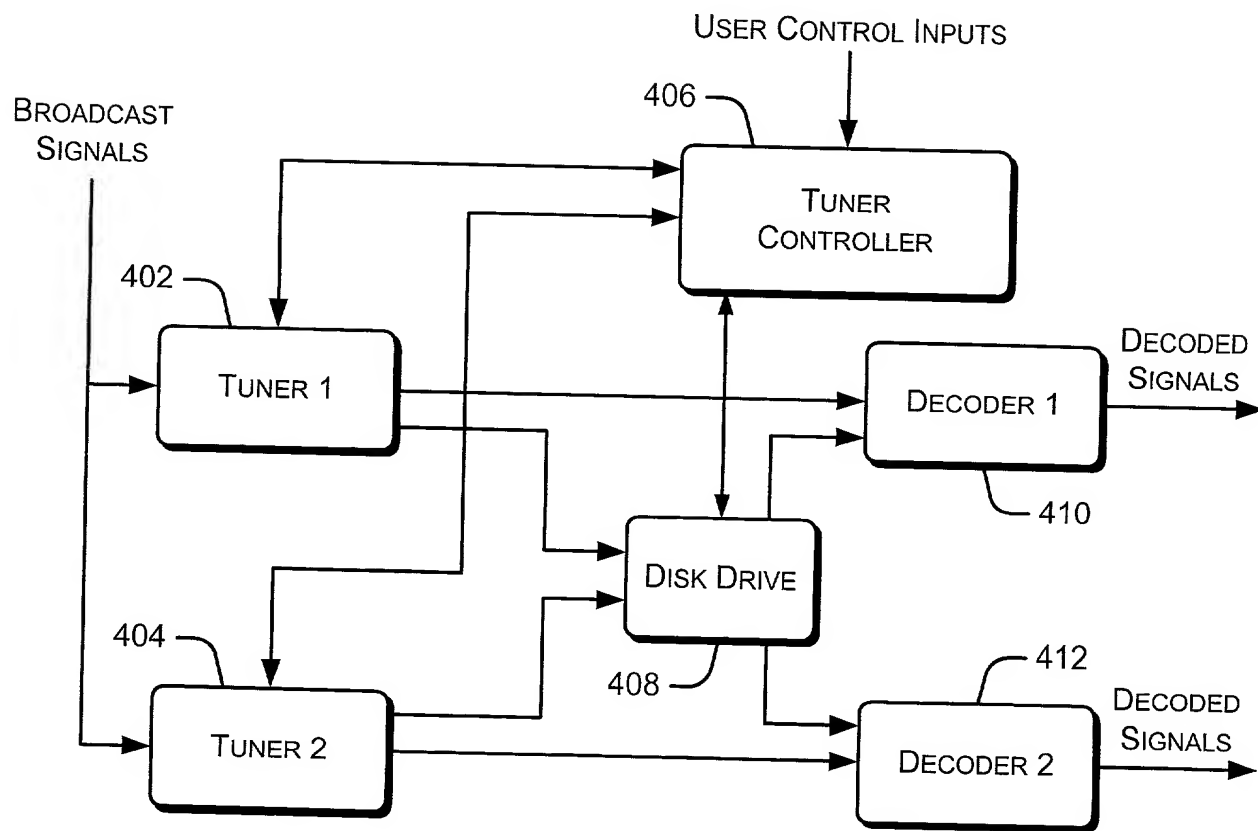 USER CONTROL INPUTS
406
BROADCAST
SIGNALS
TUNER
CONTROLLER
402
TUNER 1
DECODED
SIGNALS
DECODER 1
410
DISK DRIVE
408
404
TUNER 2
412
DECODED
SIGNALS
DECODER 2